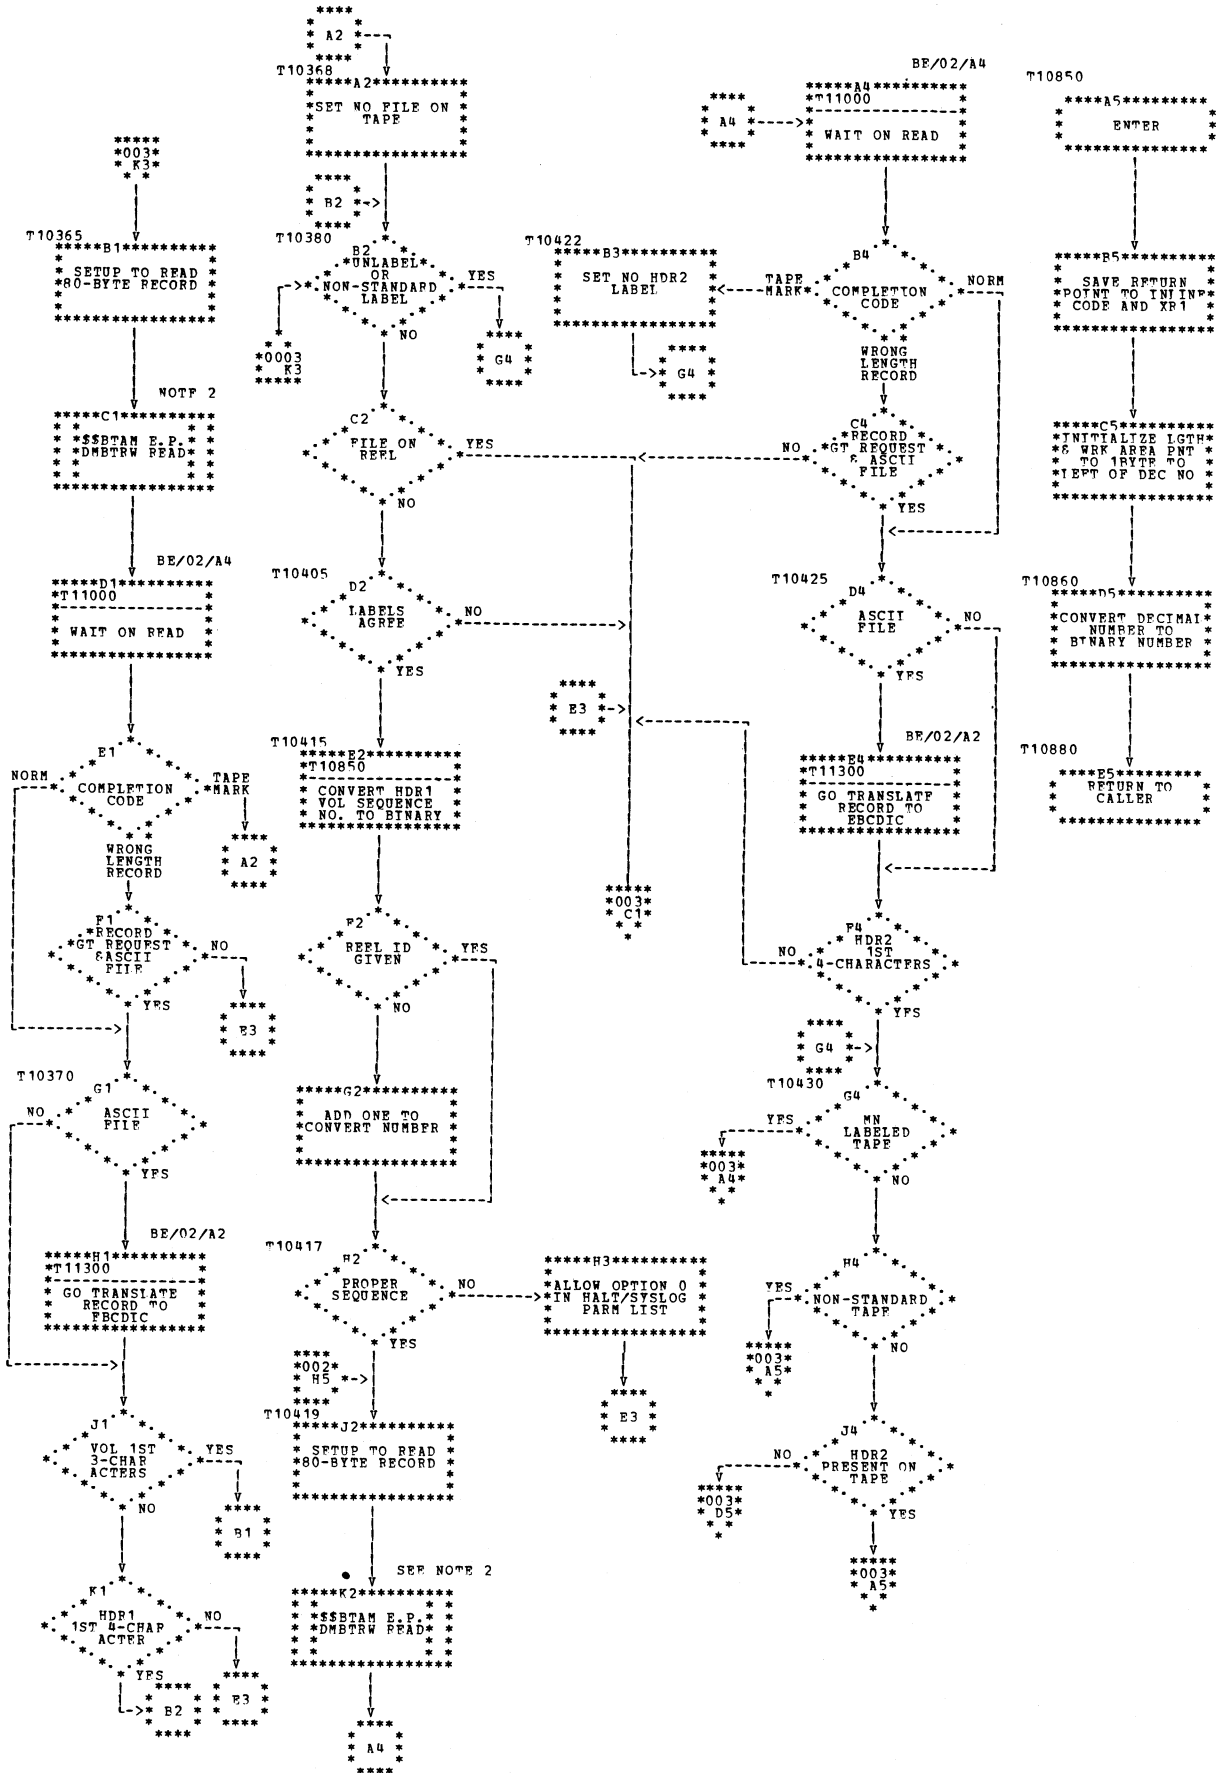 *003*
K3*
T10365
*****B1**********
SETUP TO READ
80-BYTE RECORD
NOTE 2
*****C1**********
$$BTAM E.P.
DMBTRW READ
BE/02/A4
*****D1**********
*T11000
WAIT ON READ
E1
NORM
COMPLETION
CODE
TAPE
MARK
A2
WRONG
LENGTH
RECORD
F1
*RECORD
*GT REQUEST
&ASCII
FILE
NO
YES
E3
T10370
G1
NO
ASCII
FILE
YES
BE/02/A2
*****H1**********
*T11300
GO TRANSLATE
RECORD TO
EBCDIC
J1
VOL 1ST
3-CHAR
ACTERS
YES
NO
B1
K1
HDR1
1ST 4-CHAR
ACTER
NO
YES
B2
E3
A2
T10368
*****A2**********
*SET NO FILE ON
TAPE
B2
T10380
B2
*UNLABEL*
OR
NON-STANDARD
LABEL
YES
NO
*0003
K3
G4
C2
FILE ON
REEL
YES
NO
T10405
D2
LABELS
AGREE
NO
YES
T10415
*****E2*********
*T10850
CONVERT HDR1
VOL SEQUENCE
NO. TO BINARY
F2
REEL ID
GIVEN
YES
NO
*****G2**********
ADD ONE TO
*CONVERT NUMBER
T10417
H2
PROPER
SEQUENCE
NO
YES
*002*
H5
T10419
*****J2**********
SETUP TO READ
80-BYTE RECORD
SEE NOTE 2
*****K2**********
$$BTAM E.P.
DMBTRW READ
A4
T10422
*****B3**********
SET NO HDR2
LABEL
G4
E3
*003*
C1*
*****H3**********
*ALLOW OPTION 0
*IN HALT/SYSLOG
PARM LIST
E3
BE/02/A4
*****A4**********
*T11000
A4
WAIT ON READ
B4
TAPE
MARK
COMPLETION
CODE
NORM
WRONG
LENGTH
RECORD
C4
*RECORD
*GT REQUEST
& ASCII
FILE
NO
YES
T10425
D4
ASCII
FILE
NO
YES
BE/02/A2
*****E4**********
*T11300
GO TRANSLATE
RECORD TO
EBCDIC
F4
HDR2
1ST
4-CHARACTERS
NO
YES
G4
T10430
G4
MN
LABELED
TAPE
YES
NO
*003*
A4*
H4
YES
NON-STANDARD
TAPE
NO
*003*
A5*
J4
HDR2
PRESENT ON
TAPE
NO
YES
*003*
D5*
*003*
A5*
T10850
****A5*********
ENTER
*****B5**********
SAVE RETURN
*POINT TO INLINE*
CODE AND XR1
*****C5**********
*INITIALIZE LGTH*
*& WRK AREA PNT *
TO 1BYTE TO
*LEFT OF DEC NO *
T10860
*****D5**********
*CONVERT DECIMAL*
NUMBER TO
BINARY NUMBER
T10880
****E5*********
RETURN TO
CALLER